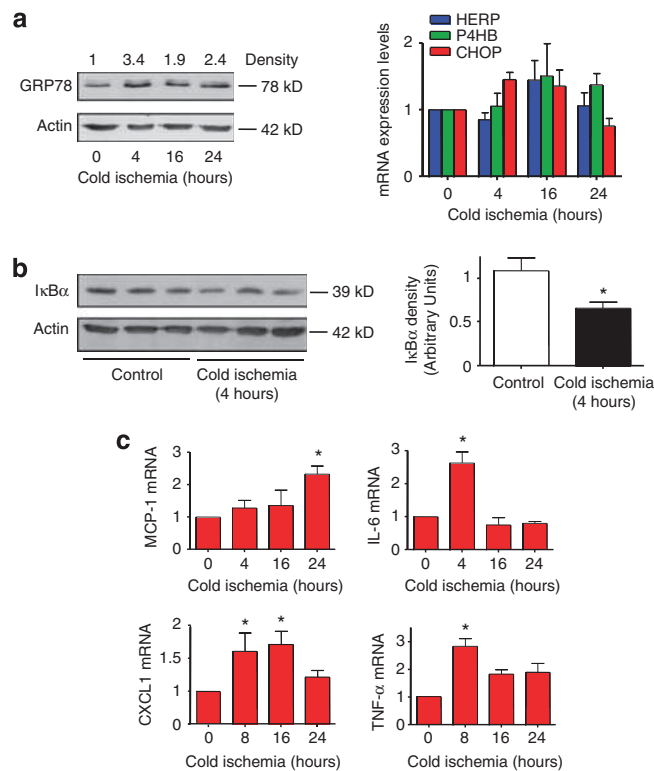 a
1 3.4 1.9 2.4 Density
GRP78 78 kD
Actin 42 kD
0 4 16 24
Cold ischemia (hours)
HERP
P4HB
CHOP
mRNA expression levels
2
1
0
0 4 16 24
Cold ischemia (hours)
b
IκBα 39 kD
Actin 42 kD
Control Cold ischemia
(4 hours)
IκBα density
(Arbitrary Units)
1
0.5
0
*
Control Cold ischemia
(4 hours)
c
MCP-1 mRNA
3
2
1
0
*
0 4 16 24
Cold ischemia (hours)
IL-6 mRNA
3
2
1
0
*
0 4 16 24
Cold ischemia (hours)
CXCL1 mRNA
2
1.5
1
0
* *
0 8 16 24
Cold ischemia (hours)
TNF-α mRNA
3
2
1
0
*
0 8 16 24
Cold ischemia (hours)